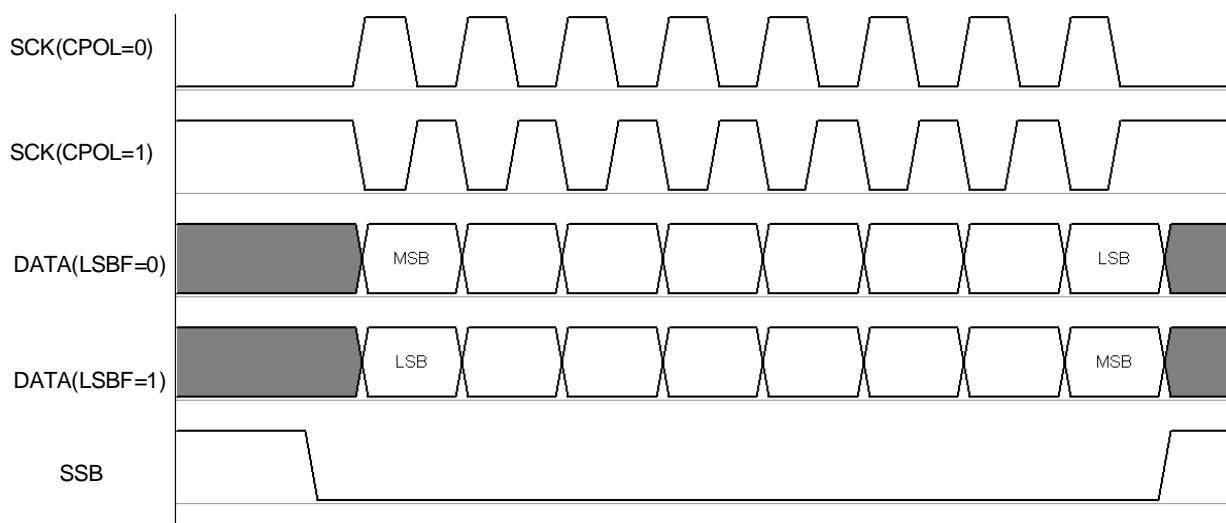 SCK(CPOL=0)
SCK(CPOL=1)
DATA(LSBF=0)
MSB
LSB
DATA(LSBF=1)
LSB
MSB
SSB